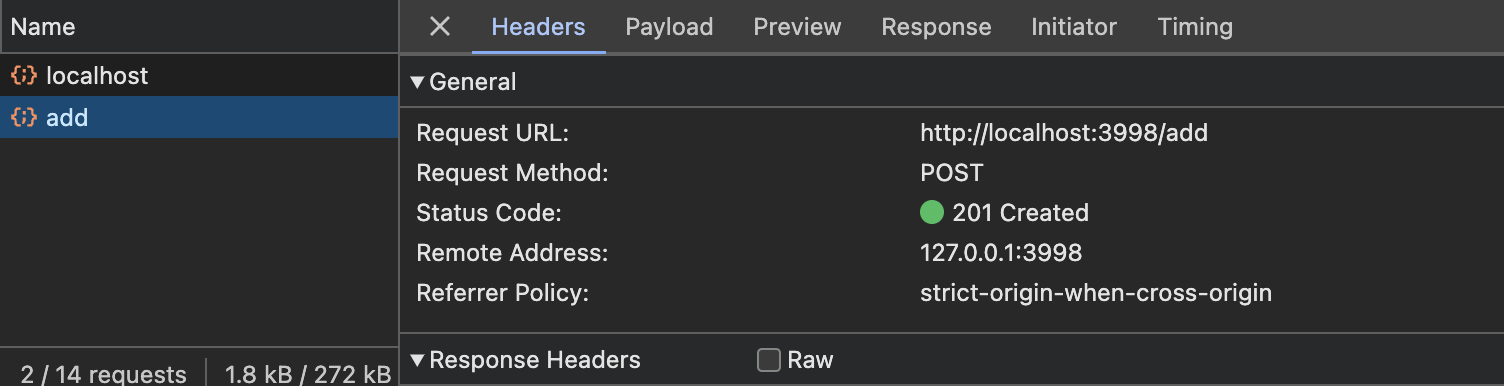 Name
localhost
add
2 / 14 requests
1.8 kB / 272 kB
Headers
Payload
Preview
Response
Initiator
Timing
General
Request URL: http://localhost:3998/add
Request Method: POST
Status Code: 201 Created
Remote Address: 127.0.0.1:3998
Referrer Policy: strict-origin-when-cross-origin
Response Headers
Raw